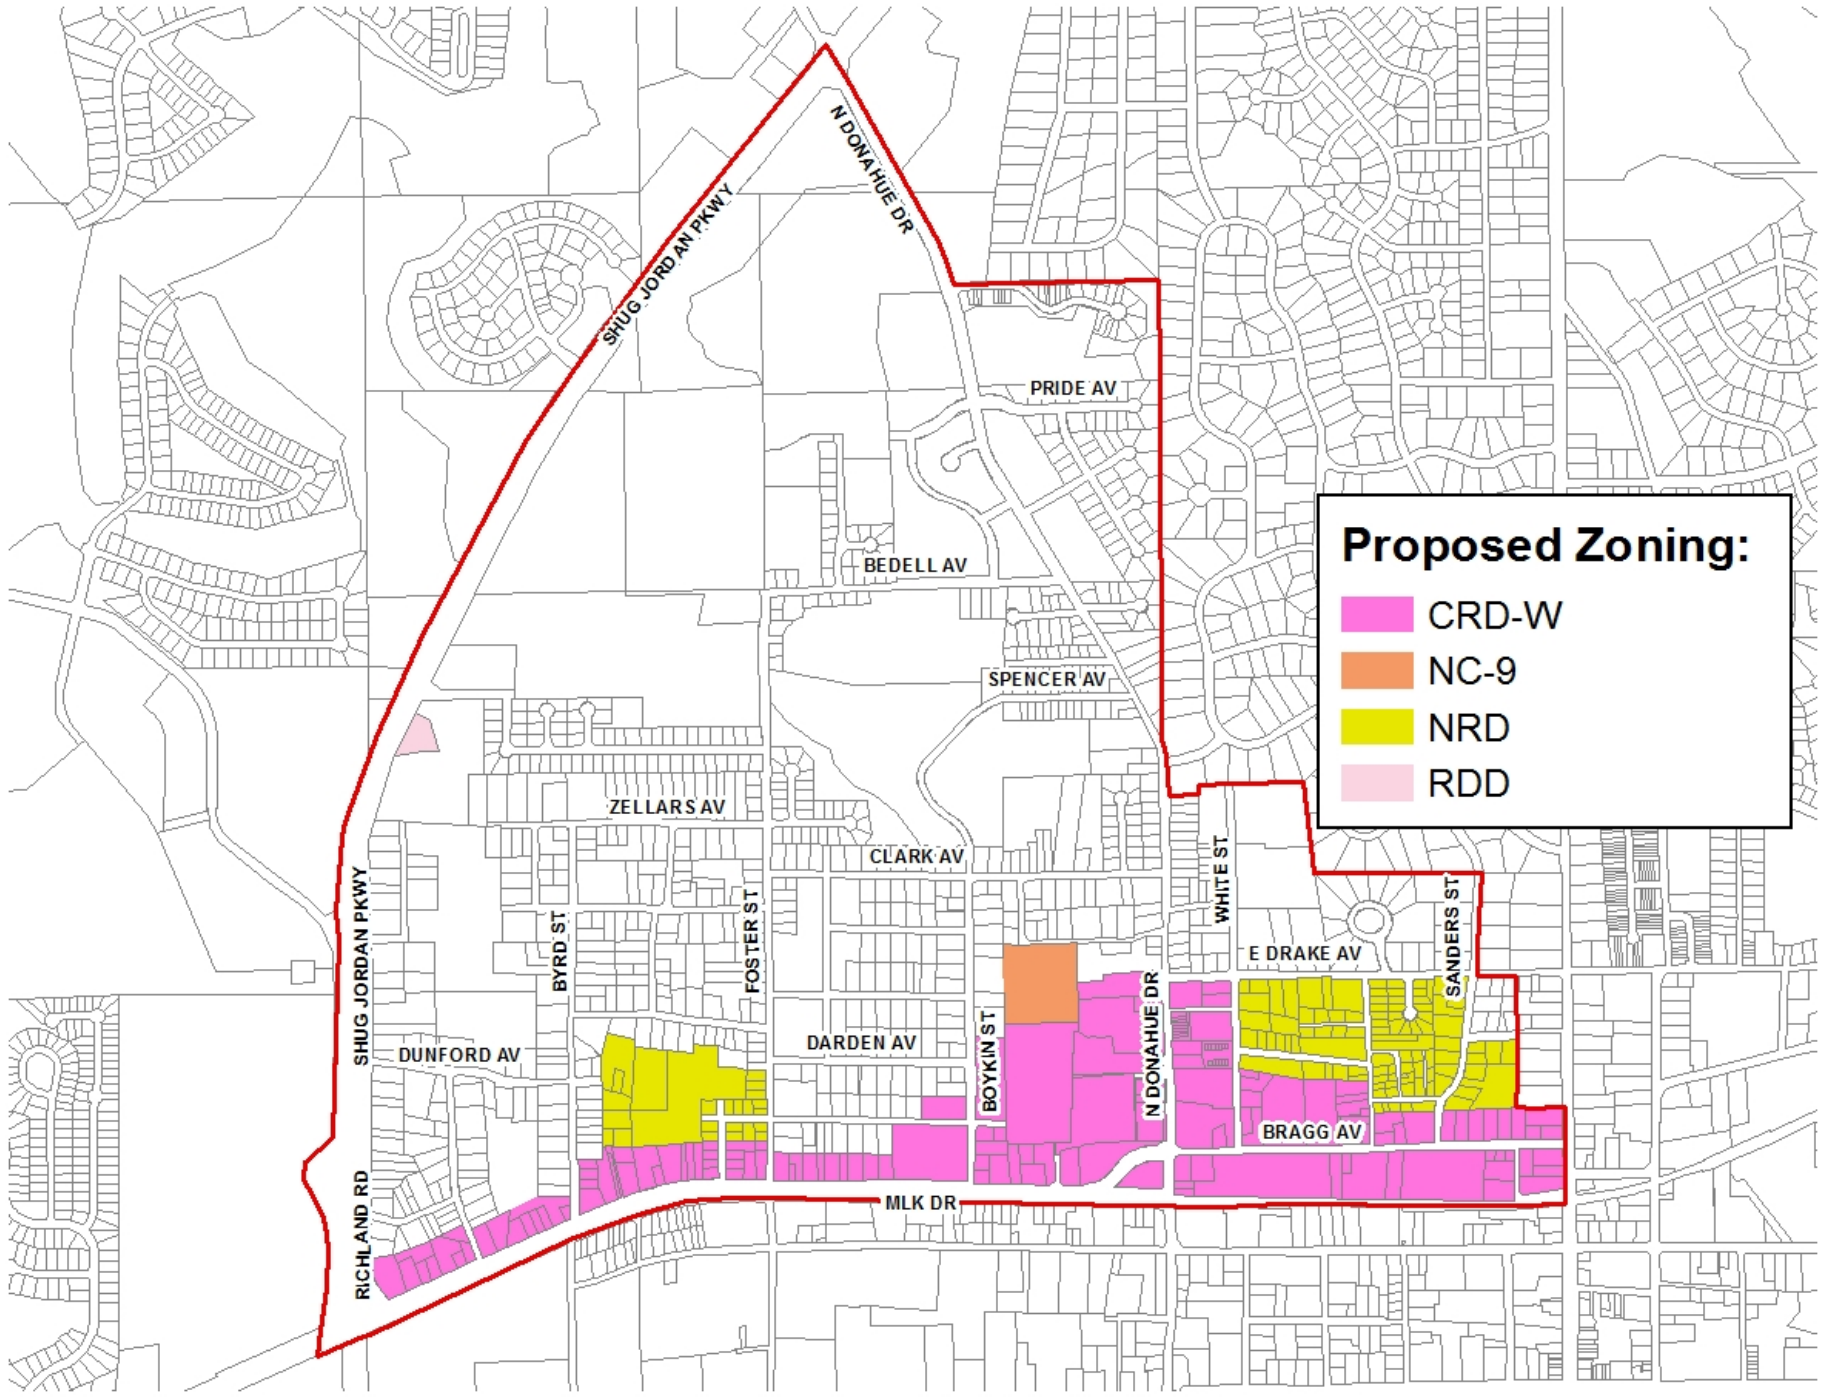 N DONAHUE DR
SHUG JORDAN PKWY
PRIDE AV
Proposed Zoning:
CRD-W
NC-9
NRD
RDD
BEDELL AV
SPENCER AV
ZELLARS AV
CLARK AV
WHITE ST
SHUG JORDAN PKWY
BYRD ST
FOSTER ST
SANDERS ST
E DRAKE AV
N DONAHUE DR
BOYKIN ST
DARDEN AV
DUNFORD AV
BRAGG AV
RICHLAND RD
MLK DR